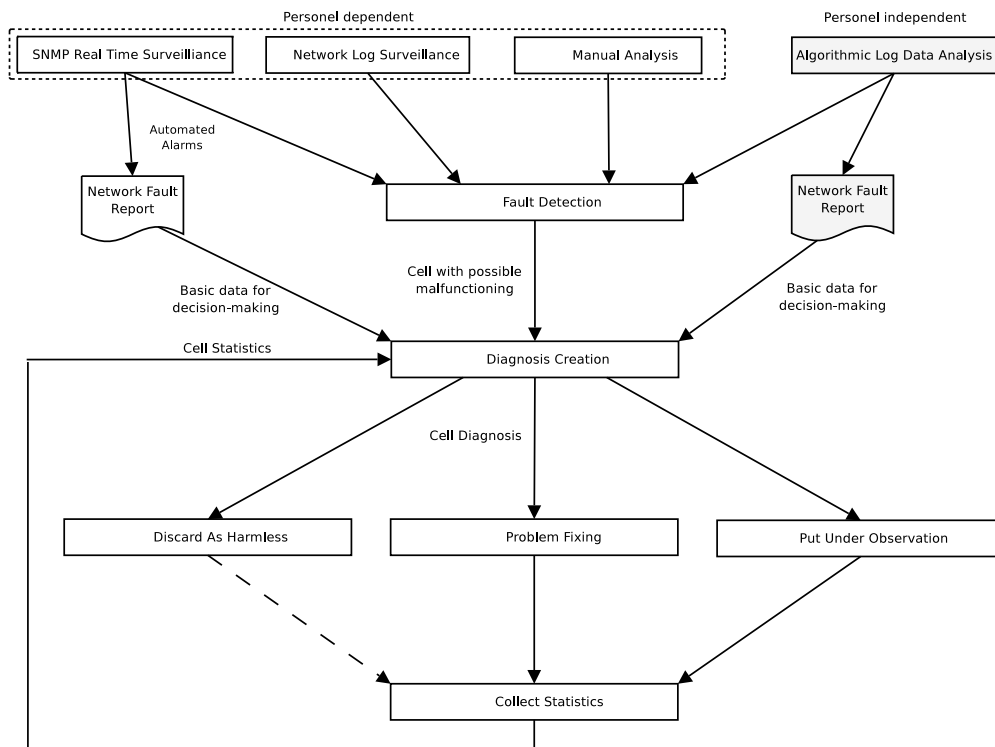 Personel dependent
Personel independent
SNMP Real Time Surveilliance
Network Log Surveillance
Manual Analysis
Algorithmic Log Data Analysis
Automated
Alarms
Network Fault
Report
Fault Detection
Network Fault
Report
Cell with possible
malfunctioning
Basic data for
decision-making
Basic data for
decision-making
Cell Statistics
Diagnosis Creation
Cell Diagnosis
Discard As Harmless
Problem Fixing
Put Under Observation
Collect Statistics